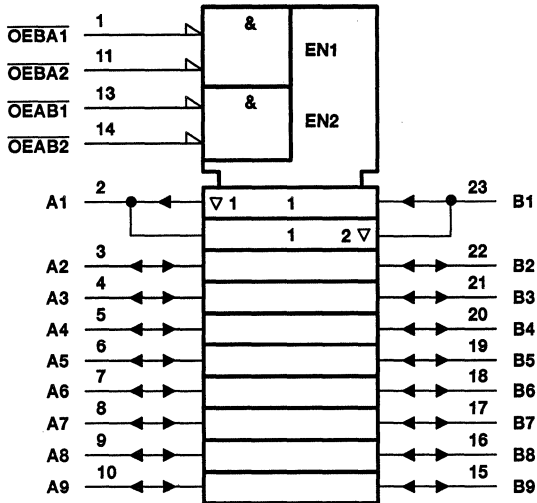 OEBA1 1 & EN1
OEBA2 11
OEAB1 13 & EN2
OEAB2 14
A1 2 ▽ 1 1 23 B1
1 2 ▽
A2 3 22 B2
A3 4 21 B3
A4 5 20 B4
A5 6 19 B5
A6 7 18 B6
A7 8 17 B7
A8 9 16 B8
A9 10 15 B9